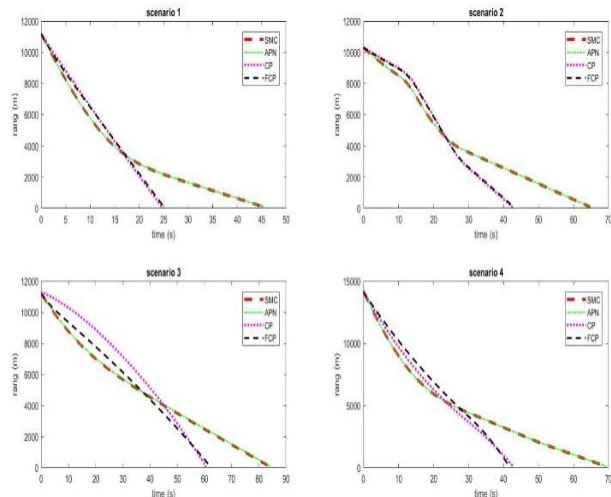 scenario 1
12000
10000
8000
6000
4000
2000
0
rang (m)
0 5 10 15 20 25 30 35 40 45 50
time (s)
SMC
APN
CP
FCP
scenario 2
12000
10000
8000
6000
4000
2000
0
rang (m)
0 10 20 30 40 50 60 70
time (s)
SMC
APN
CP
FCP
scenario 3
12000
10000
8000
6000
4000
2000
0
rang (m)
0 10 20 30 40 50 60 70 80 90
time (s)
SMC
APN
CP
FCP
scenario 4
15000
10000
5000
0
rang (m)
0 10 20 30 40 50 60 70
time (s)
SMC
APN
CP
FCP